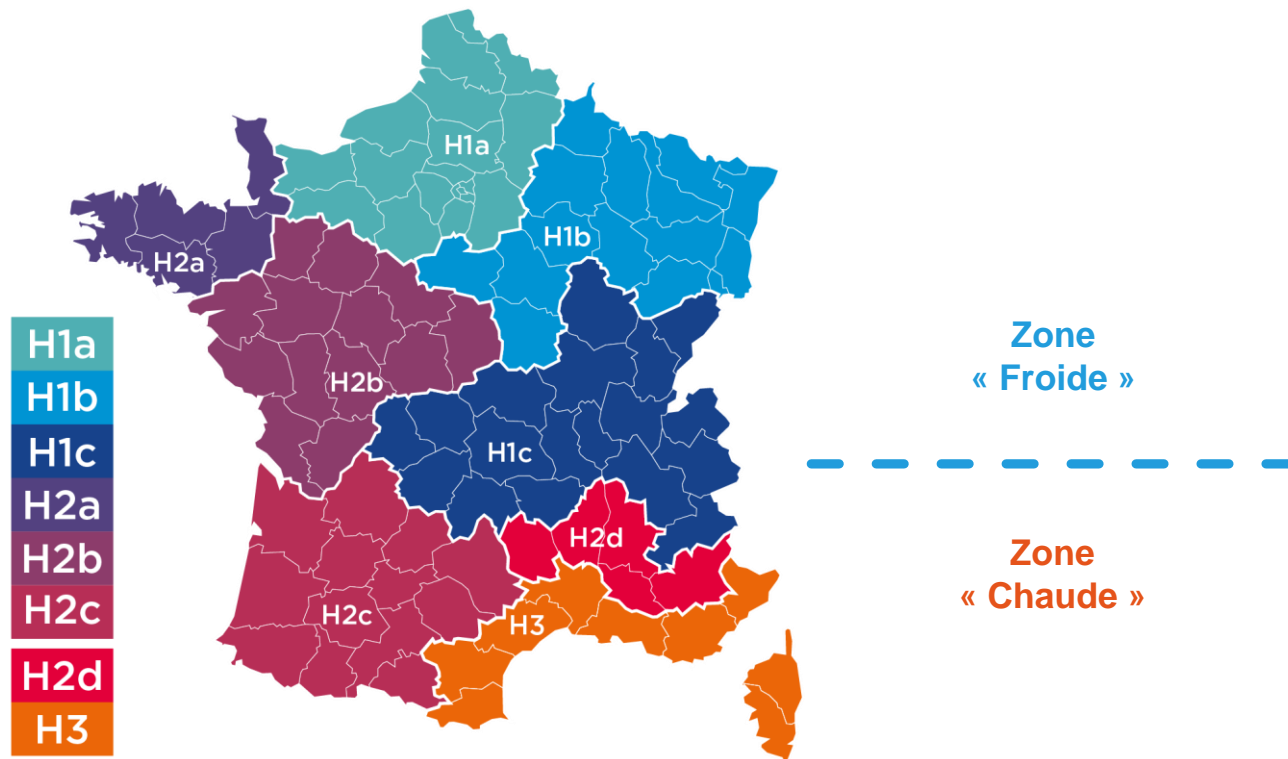 H1a
H1b
H2a
H2b
H1c
H2d
H2c
H3
H1a
H1b
H1c
H2a
H2b
H2c
H2d
H3
Zone
« Froide »
Zone
« Chaude »